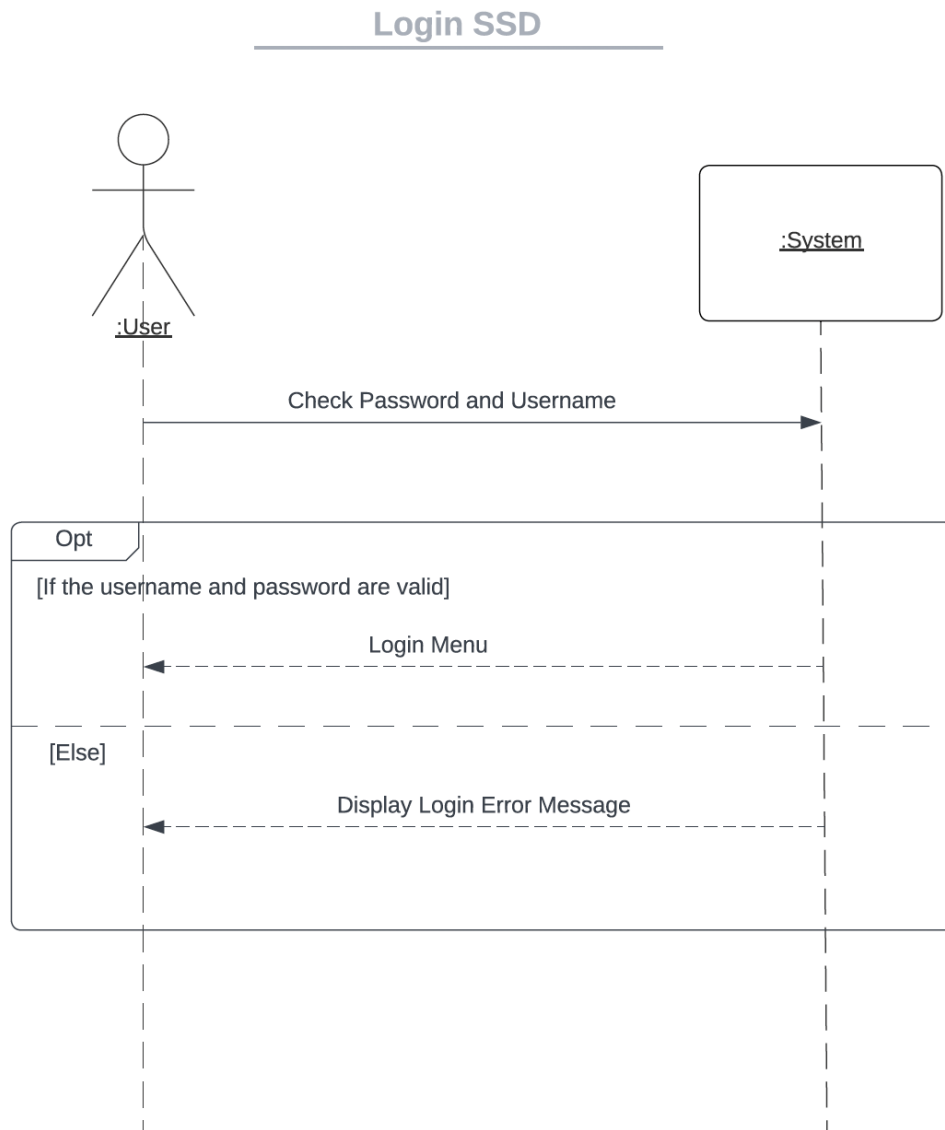 Login SSD
:System
:User
Check Password and Username
Opt
[If the username and password are valid]
Login Menu
[Else]
Display Login Error Message